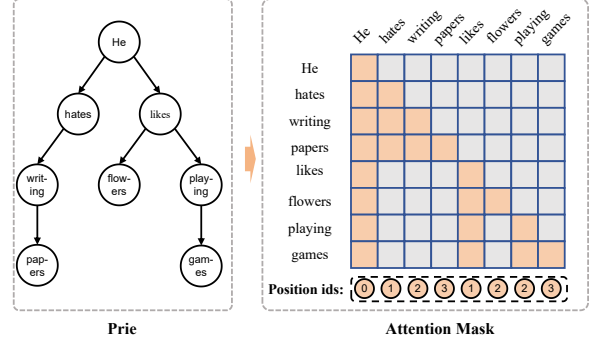 He
hates
likes
writ-
ing
flow-
ers
play-
ing
pap-
ers
gam-
es
Prie
He hates writing papers likes flowers playing games
He
hates
writing
papers
likes
flowers
playing
games
Position ids: 0 1 2 3 1 2 2 3
Attention Mask